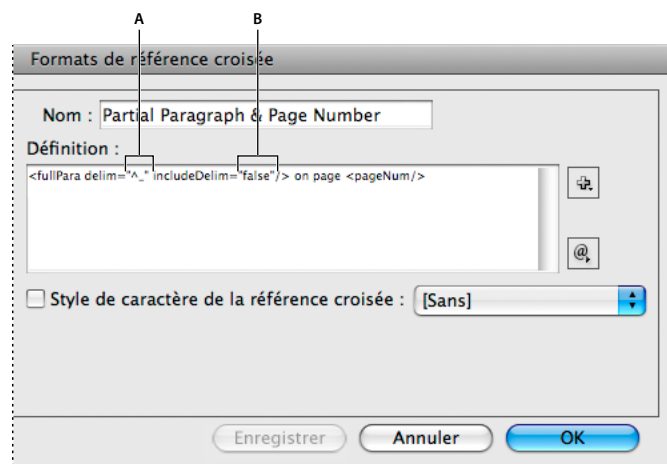 A B
Formats de référence croisée
Nom : Partial Paragraph & Page Number
Définition :
<fullPara delim="^_" includeDelim="false"/> on page <pageNum/>
@
Style de caractère de la référence croisée : [Sans]
Enregistrer Annuler OK